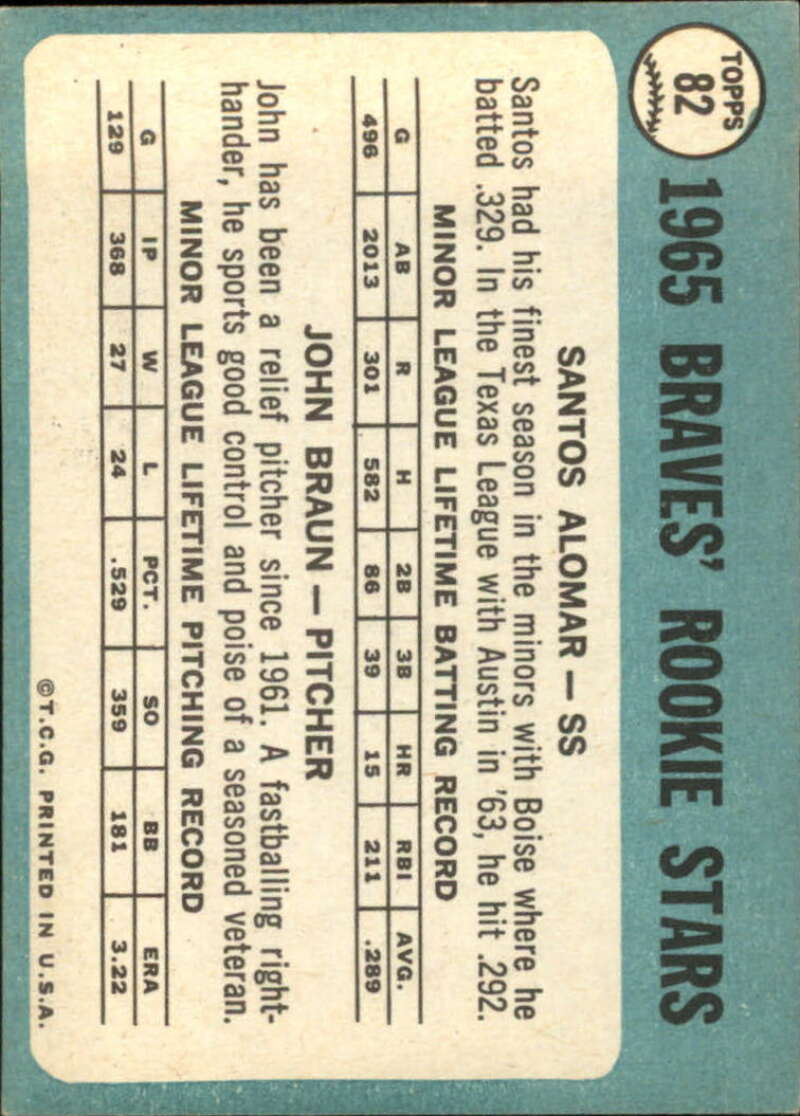 TOPPS
82
1965 BRAVES' ROOKIE STARS
SANTOS ALOMAR — SS
Santos had his finest season in the minors with Boise where he
batted .329. In the Texas League with Austin in '63, he hit .292.
MINOR LEAGUE LIFETIME BATTING RECORD
G AB R H 2B 3B HR RBI AVG.
496 2013 301 582 86 39 15 211 .289
JOHN BRAUN — PITCHER
John has been a relief pitcher since 1961. A fastballing right-
hander, he sports good control and poise of a seasoned veteran.
MINOR LEAGUE LIFETIME PITCHING RECORD
G IP W L PCT. SO BB ERA
129 368 27 24 .529 359 181 3.22
©T.C.G. PRINTED IN U.S.A.